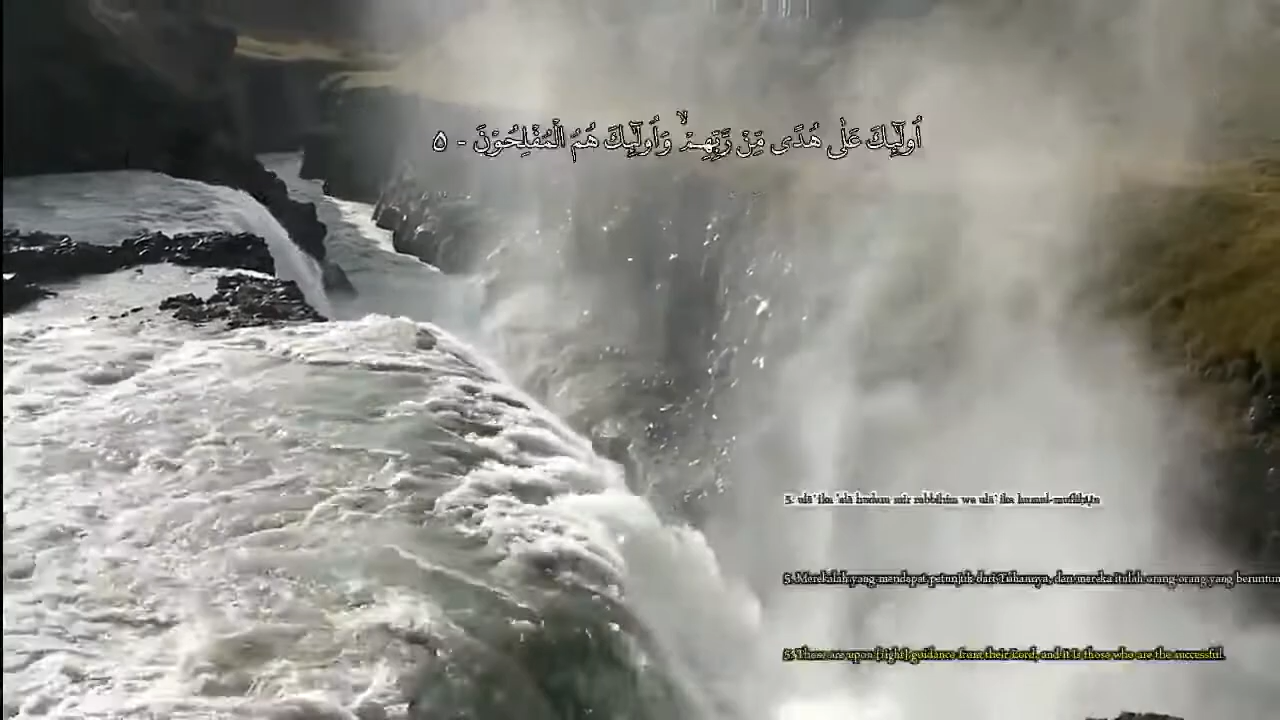 أُولٰۤىِٕكَ عَلٰى هُدًى مِّنْ رَّبِّهِمْ ۙ وَاُولٰۤىِٕكَ هُمُ الْمُفْلِحُوْنَ - ٥
5. ulā`ika 'alā hudam mir rabbihim wa ulā`ika humul-mufliḥụn
5. Merekalah yang mendapat petunjuk dari Tuhannya, dan mereka itulah orang-orang yang beruntun
5. Those are upon [right] guidance from their Lord, and it is those who are the successful.